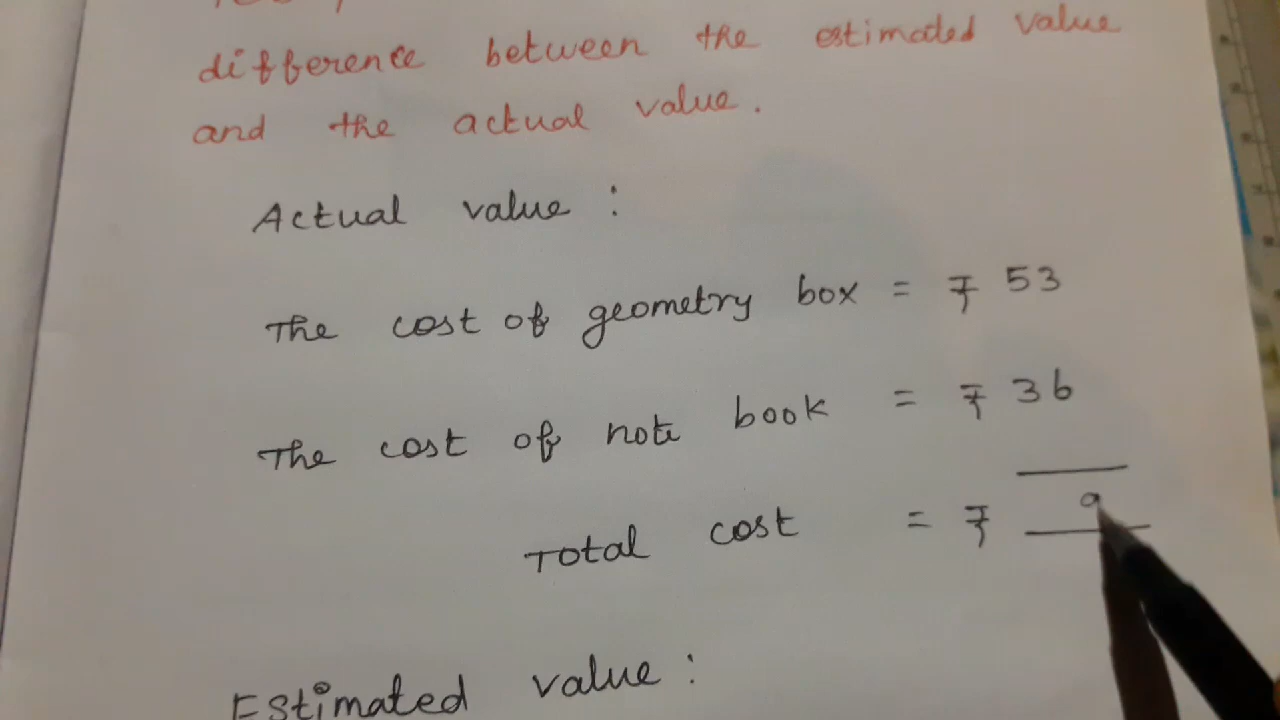 difference between the estimated value
and the actual value.
Actual value :
The cost of geometry box = ₹ 53
The cost of note book = ₹ 36
Total cost = ₹ 9
Estimated value :